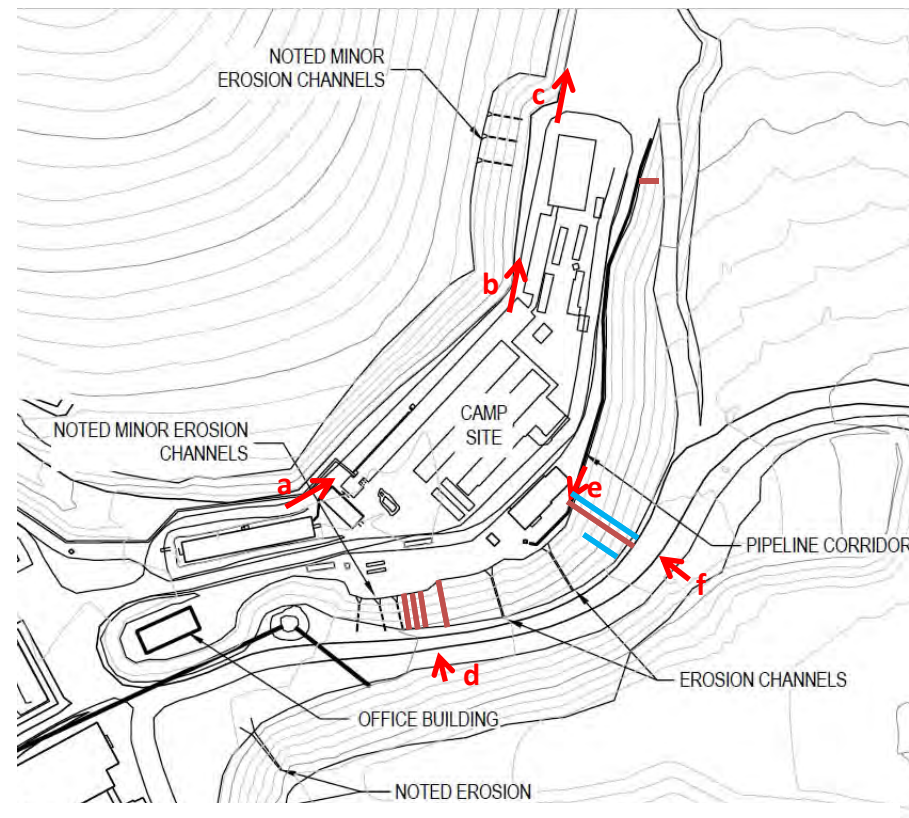 NOTED MINOR
EROSION CHANNELS
c
b
CAMP
SITE
NOTED MINOR EROSION
CHANNELS
a
e
PIPELINE CORRIDOR
f
d
EROSION CHANNELS
OFFICE BUILDING
NOTED EROSION